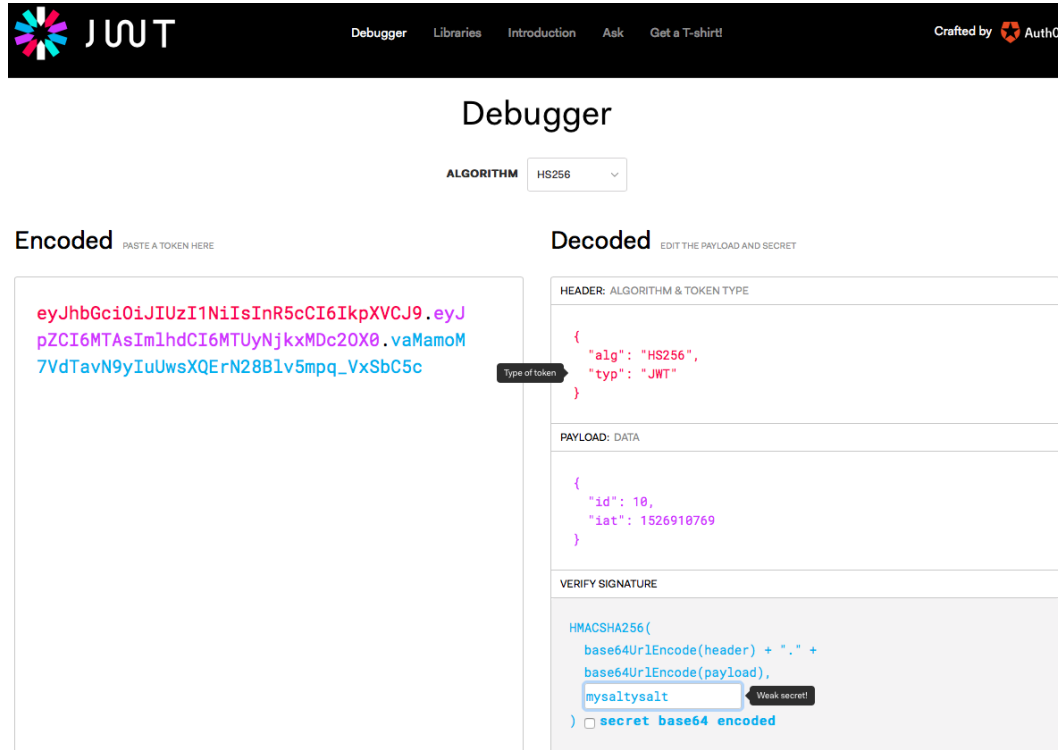 JWT
Debugger Libraries Introduction Ask Get a T-shirt!
Crafted by Auth0
Debugger
ALGORITHM HS256
Encoded PASTE A TOKEN HERE
eyJhbGciOiJIUzI1NiIsInR5cCI6IkpXVCJ9.eyJ
pZCI6MTAsImlhdCI6MTUyNjkxMDc2OX0.vaMamoM
7VdTavN9yIuUwsXQErN28Blv5mpq_VxSbC5c
Decoded EDIT THE PAYLOAD AND SECRET
HEADER: ALGORITHM & TOKEN TYPE
{
"alg": "HS256",
"typ": "JWT"
}
Type of token
PAYLOAD: DATA
{
"id": 10,
"iat": 1526910769
}
VERIFY SIGNATURE
HMACSHA256(
base64UrlEncode(header) + "." +
base64UrlEncode(payload),
mysaltysalt
Weak secret!
) secret base64 encoded